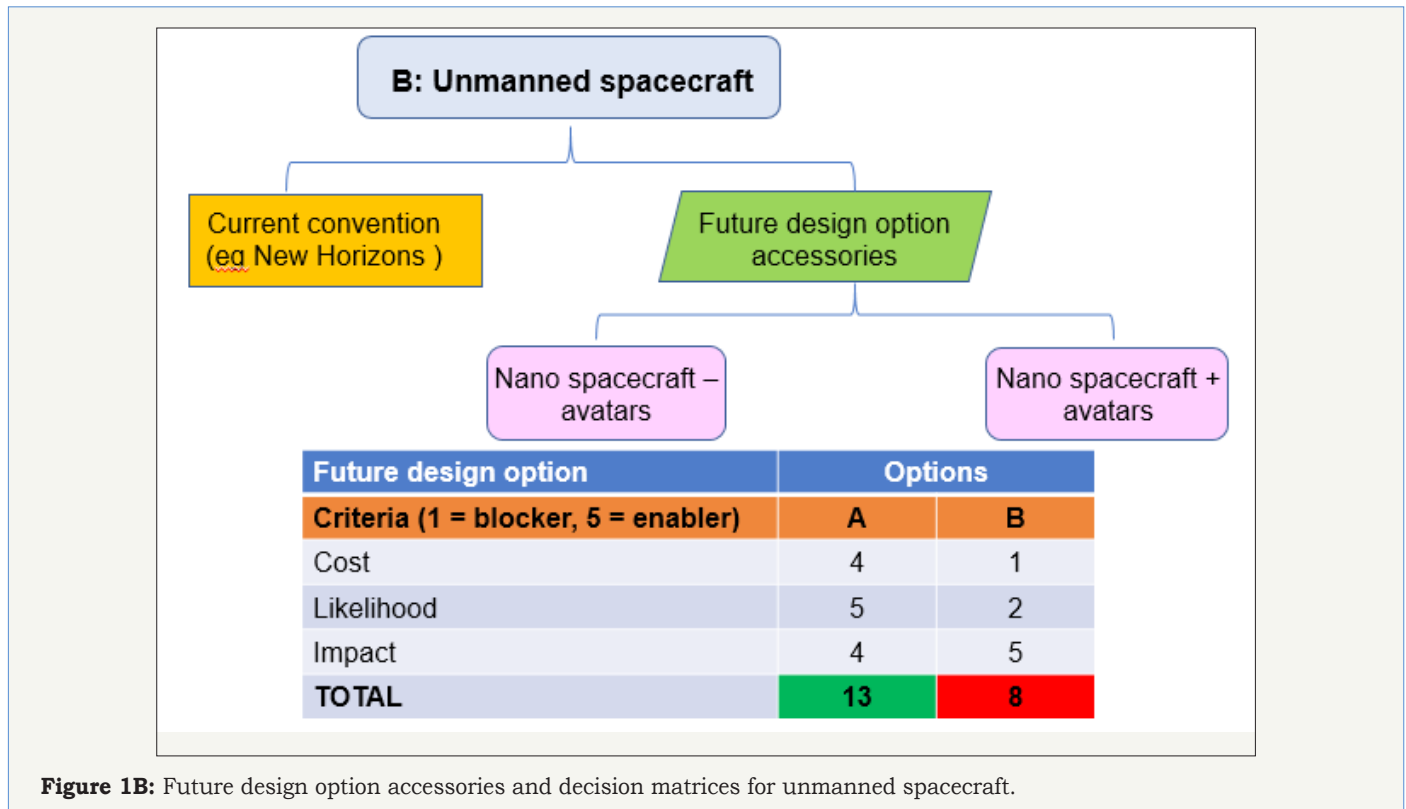 B: Unmanned spacecraft
Current convention
(eg New Horizons )
Future design option
accessories
Nano spacecraft –
avatars
Nano spacecraft +
avatars
Future design option Options
Criteria (1 = blocker, 5 = enabler) A B
Cost 4 1
Likelihood 5 2
Impact 4 5
TOTAL 13 8
Figure 1B: Future design option accessories and decision matrices for unmanned spacecraft.